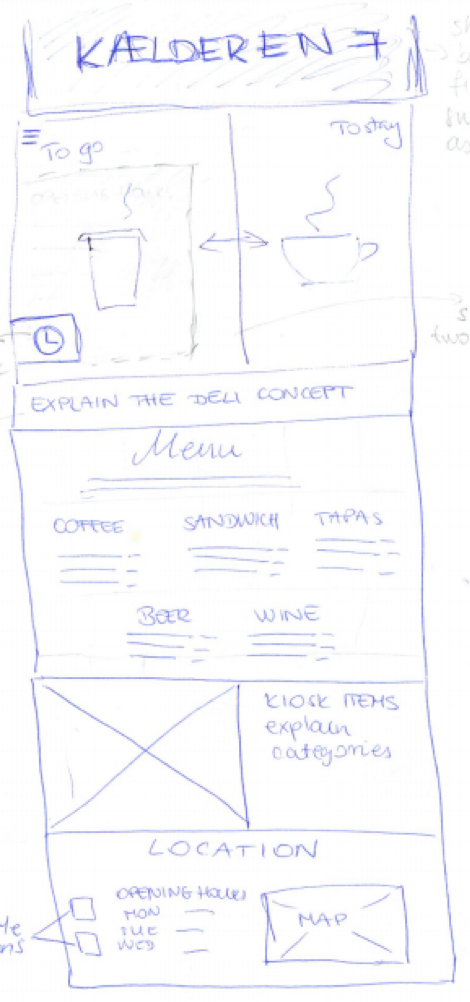 KÆLDEREN 7
To go
To stay
two
EXPLAIN THE DELI CONCEPT
Menu
COFFEE
SANDWICH
TAPAS
BEER
WINE
KIOSK ITEMS
explain
categories
LOCATION
OPENING HOURS
MON
TUE
WED
MAP